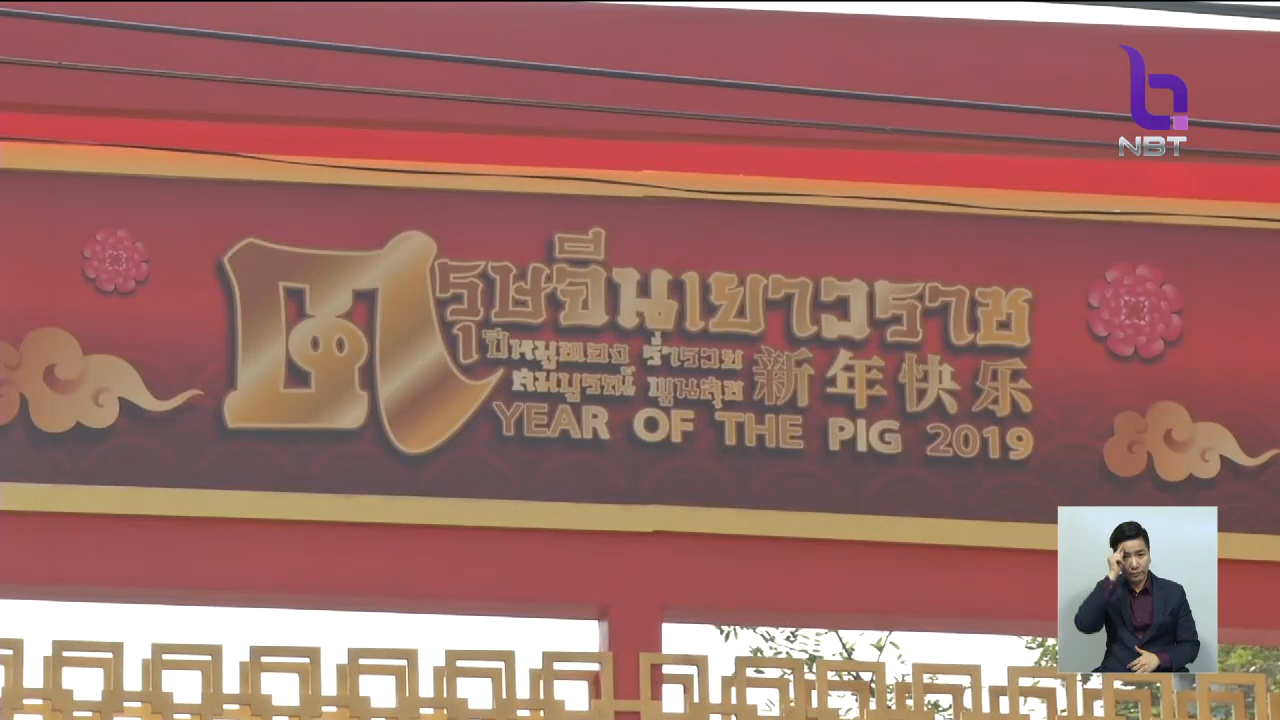 NBT
ตรุษจีนเยาวราช
ปีหมูทอง ร่ำรวย
สมบูรณ์ พูนสุข
新年快乐
YEAR OF THE PIG 2019